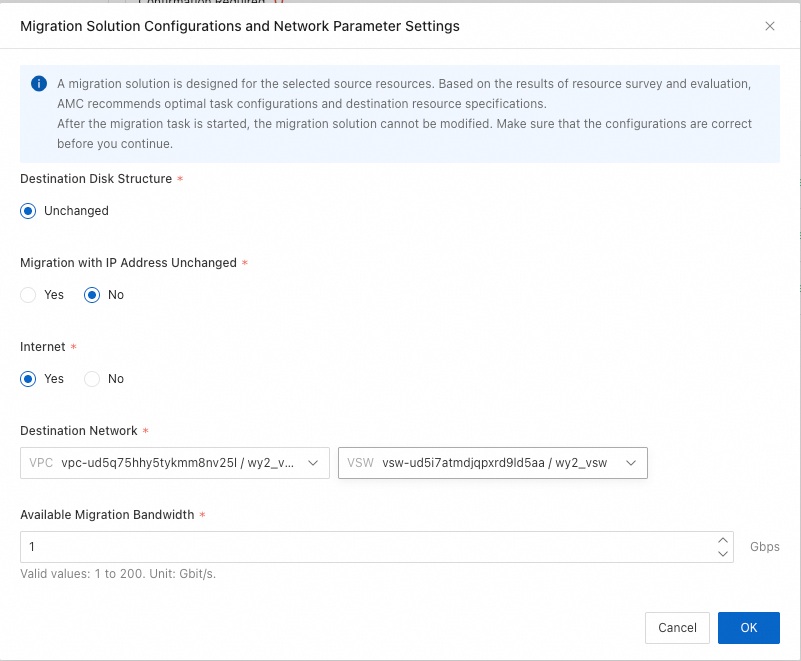 Confirmation Required
Migration Solution Configurations and Network Parameter Settings
A migration solution is designed for the selected source resources. Based on the results of resource survey and evaluation,
AMC recommends optimal task configurations and destination resource specifications.
After the migration task is started, the migration solution cannot be modified. Make sure that the configurations are correct
before you continue.
Destination Disk Structure *
Unchanged
Migration with IP Address Unchanged *
Yes No
Internet *
Yes No
Destination Network *
VPC vpc-ud5q75hhy5tykmm8nv25l / wy2_v... VSW vsw-ud5i7atmdjqpxrd9ld5aa / wy2_vsw
Available Migration Bandwidth *
1 Gbps
Valid values: 1 to 200. Unit: Gbit/s.
Cancel OK